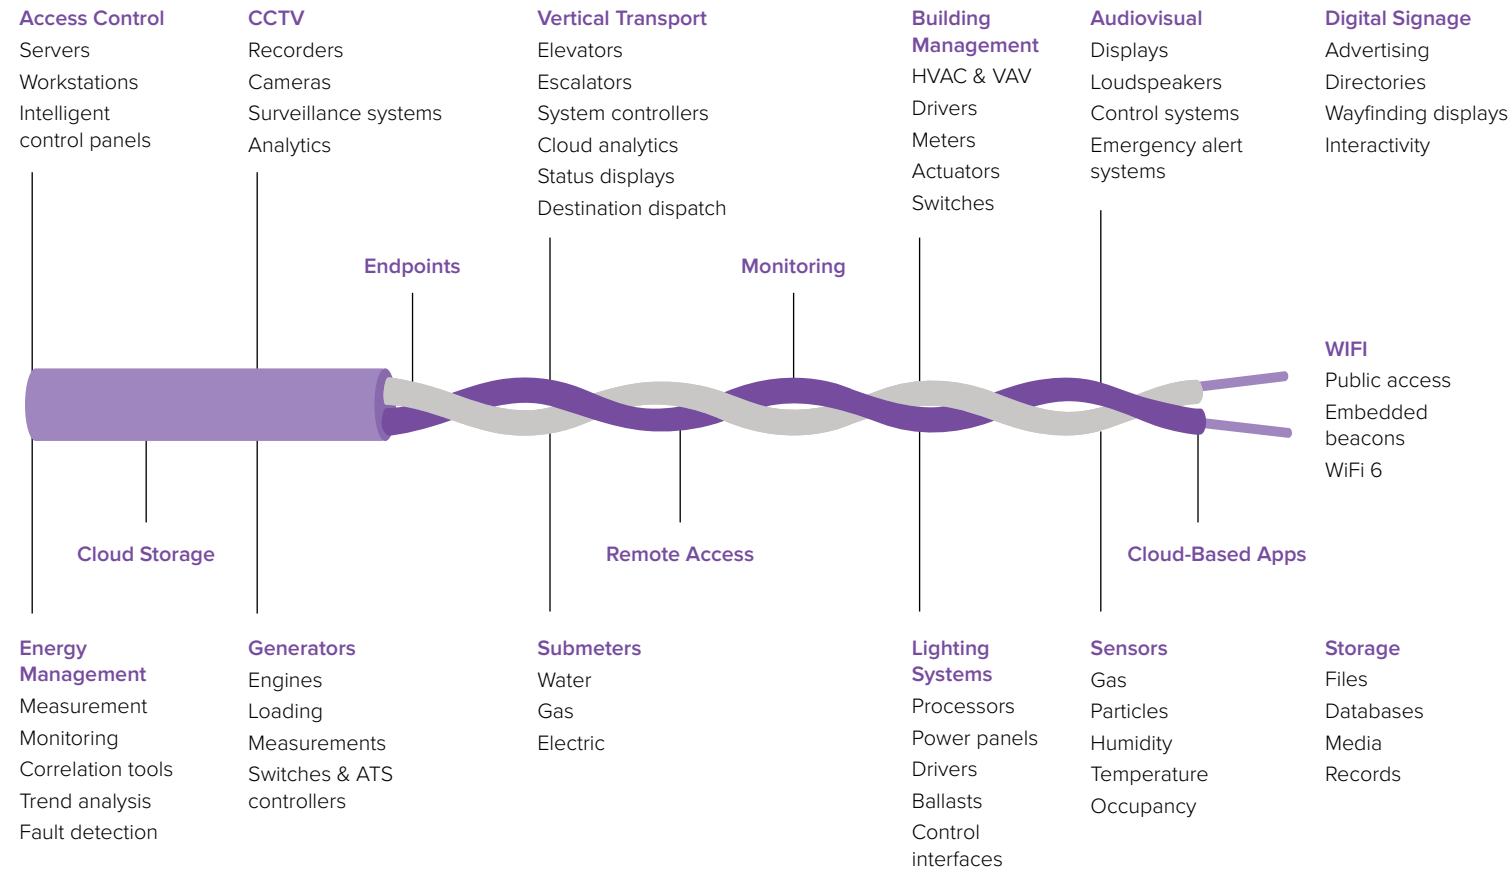 Access Control
Servers
Workstations
Intelligent
control panels
CCTV
Recorders
Cameras
Surveillance systems
Analytics
Vertical Transport
Elevators
Escalators
System controllers
Cloud analytics
Status displays
Destination dispatch
Building
Management
HVAC & VAV
Drivers
Meters
Actuators
Switches
Audiovisual
Displays
Loudspeakers
Control systems
Emergency alert
systems
Digital Signage
Advertising
Directories
Wayfinding displays
Interactivity
Endpoints
Monitoring
WIFI
Public access
Embedded
beacons
WiFi 6
Cloud Storage
Remote Access
Cloud-Based Apps
Energy
Management
Measurement
Monitoring
Correlation tools
Trend analysis
Fault detection
Generators
Engines
Loading
Measurements
Switches & ATS
controllers
Submeters
Water
Gas
Electric
Lighting
Systems
Processors
Power panels
Drivers
Ballasts
Control
interfaces
Sensors
Gas
Particles
Humidity
Temperature
Occupancy
Storage
Files
Databases
Media
Records